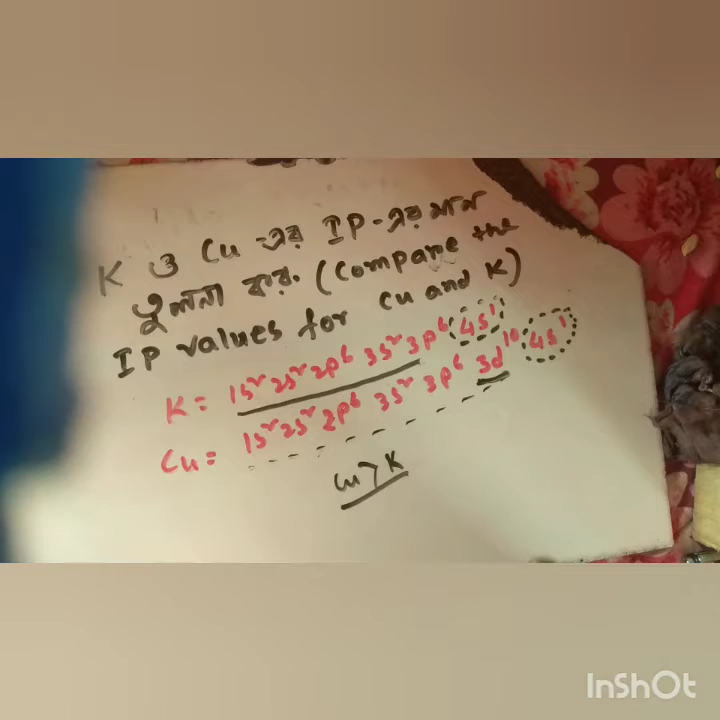 K ও Cu -এর IP-এর মান
তুলনা কর. (Compare the
IP values for Cu and K)
K = 1s² 2s² 2p⁶ 3s² 3p⁶ 4s¹
Cu = 1s² 2s² 2p⁶ 3s² 3p⁶ 3d¹⁰ 4s¹
Cu > K
InShOt